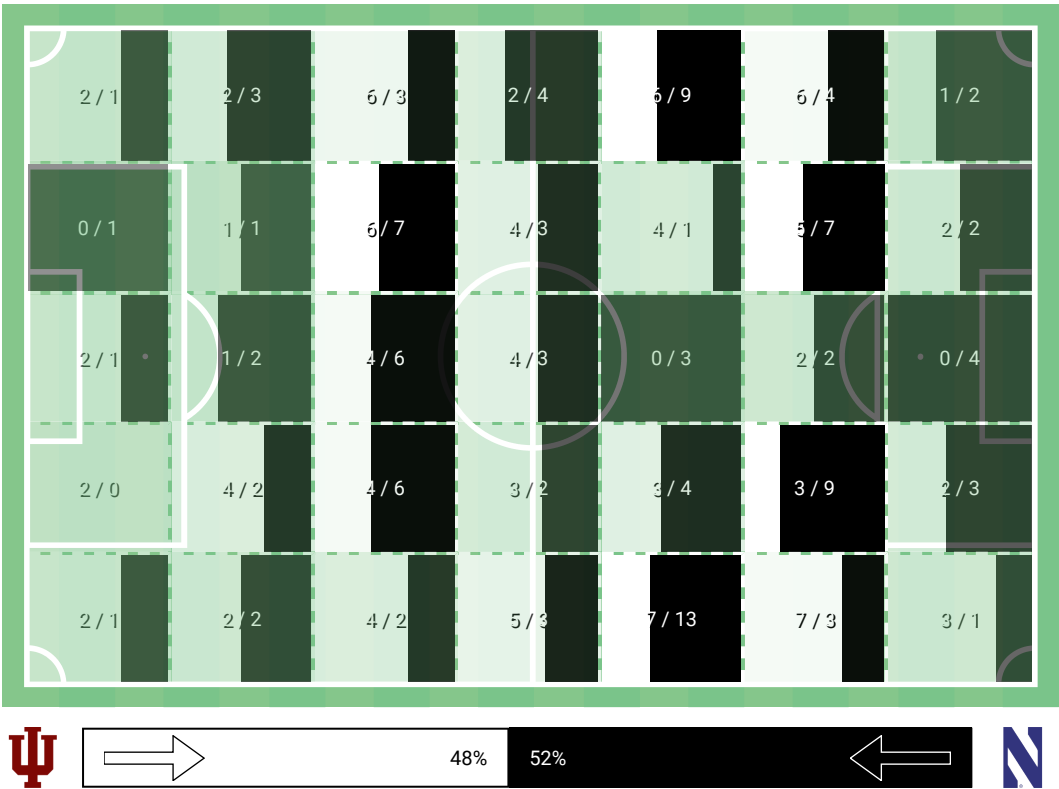 2 / 1 2 / 3 6 / 3 2 / 4 6 / 9 6 / 4 1 / 2
0 / 1 1 / 1 6 / 7 4 / 3 4 / 1 5 / 7 2 / 2
2 / 1 1 / 2 4 / 6 4 / 3 0 / 3 2 / 2 0 / 4
2 / 0 4 / 2 4 / 6 3 / 2 3 / 4 3 / 9 2 / 3
2 / 1 2 / 2 4 / 2 5 / 3 7 / 13 7 / 3 3 / 1
48% 52%
N